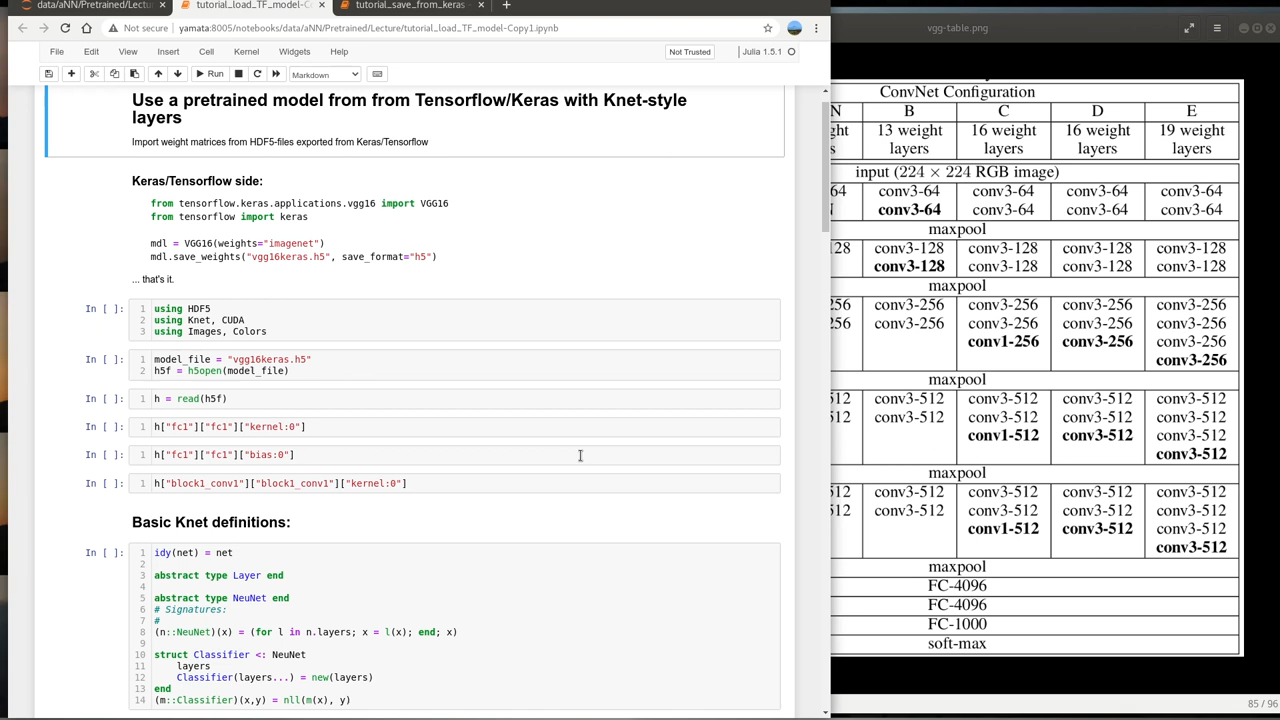 data/aNN/Pretrained/Lectur
tutorial_load_TF_model-C
tutorial_save_from_keras
Not secure
yamata:8005/notebooks/data/aNN/Pretrained/Lecture/tutorial_load_TF_model-Copy1.ipynb
File Edit View Insert Cell Kernel Widgets Help
Not Trusted
Julia 1.5.1
Run
Markdown
Use a pretrained model from from Tensorflow/Keras with Knet-style
layers
Import weight matrices from HDF5-files exported from Keras/Tensorflow
Keras/Tensorflow side:
from tensorflow.keras.applications.vgg16 import VGG16
from tensorflow import keras
mdl = VGG16(weights="imagenet")
mdl.save_weights("vgg16keras.h5", save_format="h5")
... that's it.
In [ ]:
1 using HDF5
2 using Knet, CUDA
3 using Images, Colors
In [ ]:
1 model_file = "vgg16keras.h5"
2 h5f = h5open(model_file)
In [ ]:
1 h = read(h5f)
In [ ]:
1 h["fc1"]["fc1"]["kernel:0"]
In [ ]:
1 h["fc1"]["fc1"]["bias:0"]
In [ ]:
1 h["block1_conv1"]["block1_conv1"]["kernel:0"]
Basic Knet definitions:
In [ ]:
1 idy(net) = net
2
3 abstract type Layer end
4
5 abstract type NeuNet end
6 # Signatures:
7 #
8 (n::NeuNet)(x) = (for l in n.layers; x = l(x); end; x)
9
10 struct Classifier <: NeuNet
11 layers
12 Classifier(layers...) = new(layers)
13 end
14 (m::Classifier)(x,y) = nll(m(x), y)
vgg-table.png
ConvNet Configuration
N B C D E
ght 13 weight 16 weight 16 weight 19 weight
s layers layers layers layers
input (224 × 224 RGB image)
64 conv3-64 conv3-64 conv3-64 conv3-64
N conv3-64 conv3-64 conv3-64 conv3-64
maxpool
128 conv3-128 conv3-128 conv3-128 conv3-128
conv3-128 conv3-128 conv3-128 conv3-128
maxpool
256 conv3-256 conv3-256 conv3-256 conv3-256
256 conv3-256 conv3-256 conv3-256 conv3-256
conv1-256 conv3-256 conv3-256
conv3-256
maxpool
512 conv3-512 conv3-512 conv3-512 conv3-512
512 conv3-512 conv3-512 conv3-512 conv3-512
conv1-512 conv3-512 conv3-512
conv3-512
maxpool
512 conv3-512 conv3-512 conv3-512 conv3-512
512 conv3-512 conv3-512 conv3-512 conv3-512
conv1-512 conv3-512 conv3-512
conv3-512
maxpool
FC-4096
FC-4096
FC-1000
soft-max
85 / 96